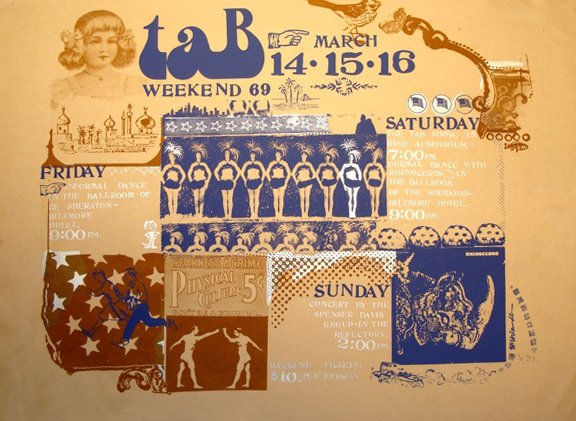 taB
MARCH
14·15·16
WEEKEND 69
FRIDAY
INFORMAL DANCE
IN THE BALLROOM OF
THE SHERATON-
BILTMORE
HOTEL.
9:00 P.M.
SATURDAY
THE TAB SHOW, IN
RISD AUDITORIUM,
7:00 P.M.
FORMAL DANCE WITH
RHINOCEROS IN
THE BALLROOM
OF THE SHERATON-
BILTMORE HOTEL.
9:00 P.M.
WEAKNESS A CRIME
PHYSICAL
CULTURE 5¢
SUNDAY
CONCERT BY THE
SPENSER DAVIS
GROUP-IN THE
REFECTORY.
2:00 P.M.
WEEKEND TICKETS:
$10. PER PERSON
RHINOCEROS